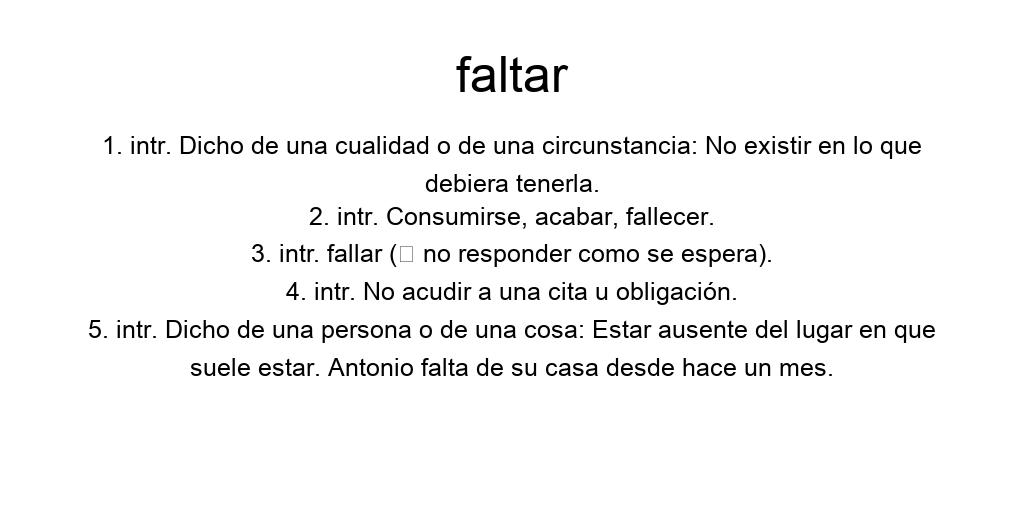 faltar
1. intr. Dicho de una cualidad o de una circunstancia: No existir en lo que
debiera tenerla.
2. intr. Consumirse, acabar, fallecer.
3. intr. fallar (□ no responder como se espera).
4. intr. No acudir a una cita u obligación.
5. intr. Dicho de una persona o de una cosa: Estar ausente del lugar en que
suele estar. Antonio falta de su casa desde hace un mes.